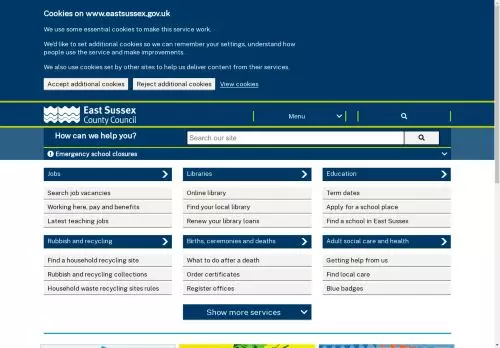 Cookies on www.eastsussex.gov.uk
We use some essential cookies to make this service work.
We'd like to set additional cookies so we can remember your settings, understand how
people use the service and make improvements.
We also use cookies set by other sites to help us deliver content from their services.
Accept additional cookies Reject additional cookies View cookies
East Sussex
County Council
Menu
How can we help you?
Search our site
Emergency school closures
Jobs Libraries Education
Search job vacancies Online library Term dates
Working here, pay and benefits Find your local library Apply for a school place
Latest teaching jobs Renew your library loans Find a school in East Sussex
Rubbish and recycling Births, ceremonies and deaths Adult social care and health
Find a household recycling site What to do after a death Getting help from us
Rubbish and recycling collections Order certificates Find local care
Household waste recycling sites rules Register offices Blue badges
Show more services